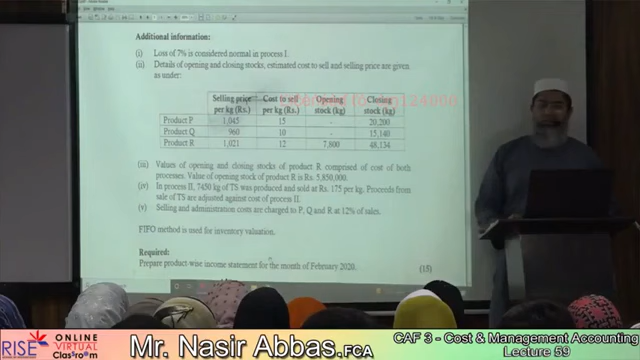 Additional information:
(i) Loss of 7% is considered normal in process I.
(ii) Details of opening and closing stocks, estimated cost to sell and selling price are given
as under:
Selling price per kg (Rs.) Cost to sell per kg (Rs.) Opening stock (kg) Closing stock (kg)
Product P 1,045 15 - 20,200
Product Q 960 10 - 15,140
Product R 1,021 12 7,800 48,134
(iii) Values of opening and closing stocks of product R comprised of cost of both
processes. Value of opening stock of product R is Rs. 5,850,000.
(iv) In process II, 7450 kg of TS was produced and sold at Rs. 175 per kg. Proceeds from
sale of TS are adjusted against cost of process II.
(v) Selling and administration costs are charged to P, Q and R at 12% of sales.
FIFO method is used for inventory valuation.
Required:
Prepare product wise income statement for the month of February 2020. (15)
RISE ONLINE VIRTUAL Classroom
Mr. Nasir Abbas.FCA
CAF 3 - Cost & Management Accounting
Lecture 58